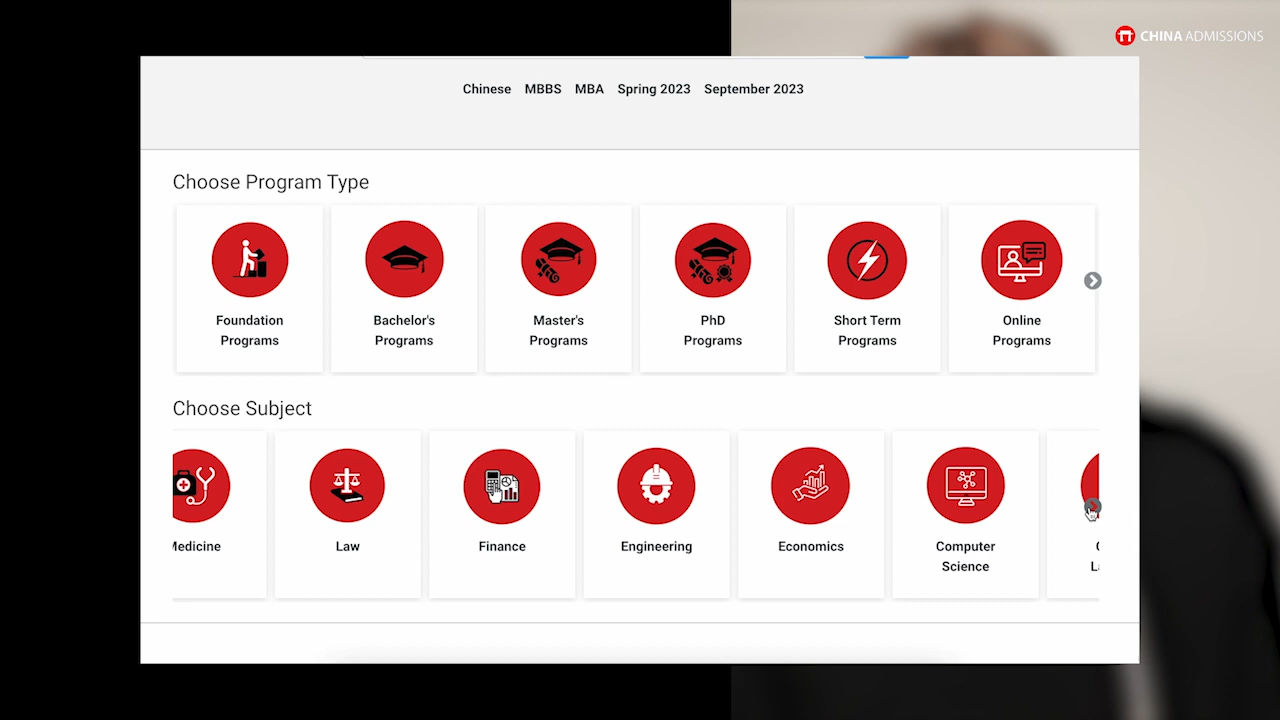 CHINA ADMISSIONS
Chinese MBBS MBA Spring 2023 September 2023
Choose Program Type
Foundation Programs
Bachelor's Programs
Master's Programs
PhD Programs
Short Term Programs
Online Programs
Choose Subject
Medicine
Law
Finance
Engineering
Economics
Computer Science